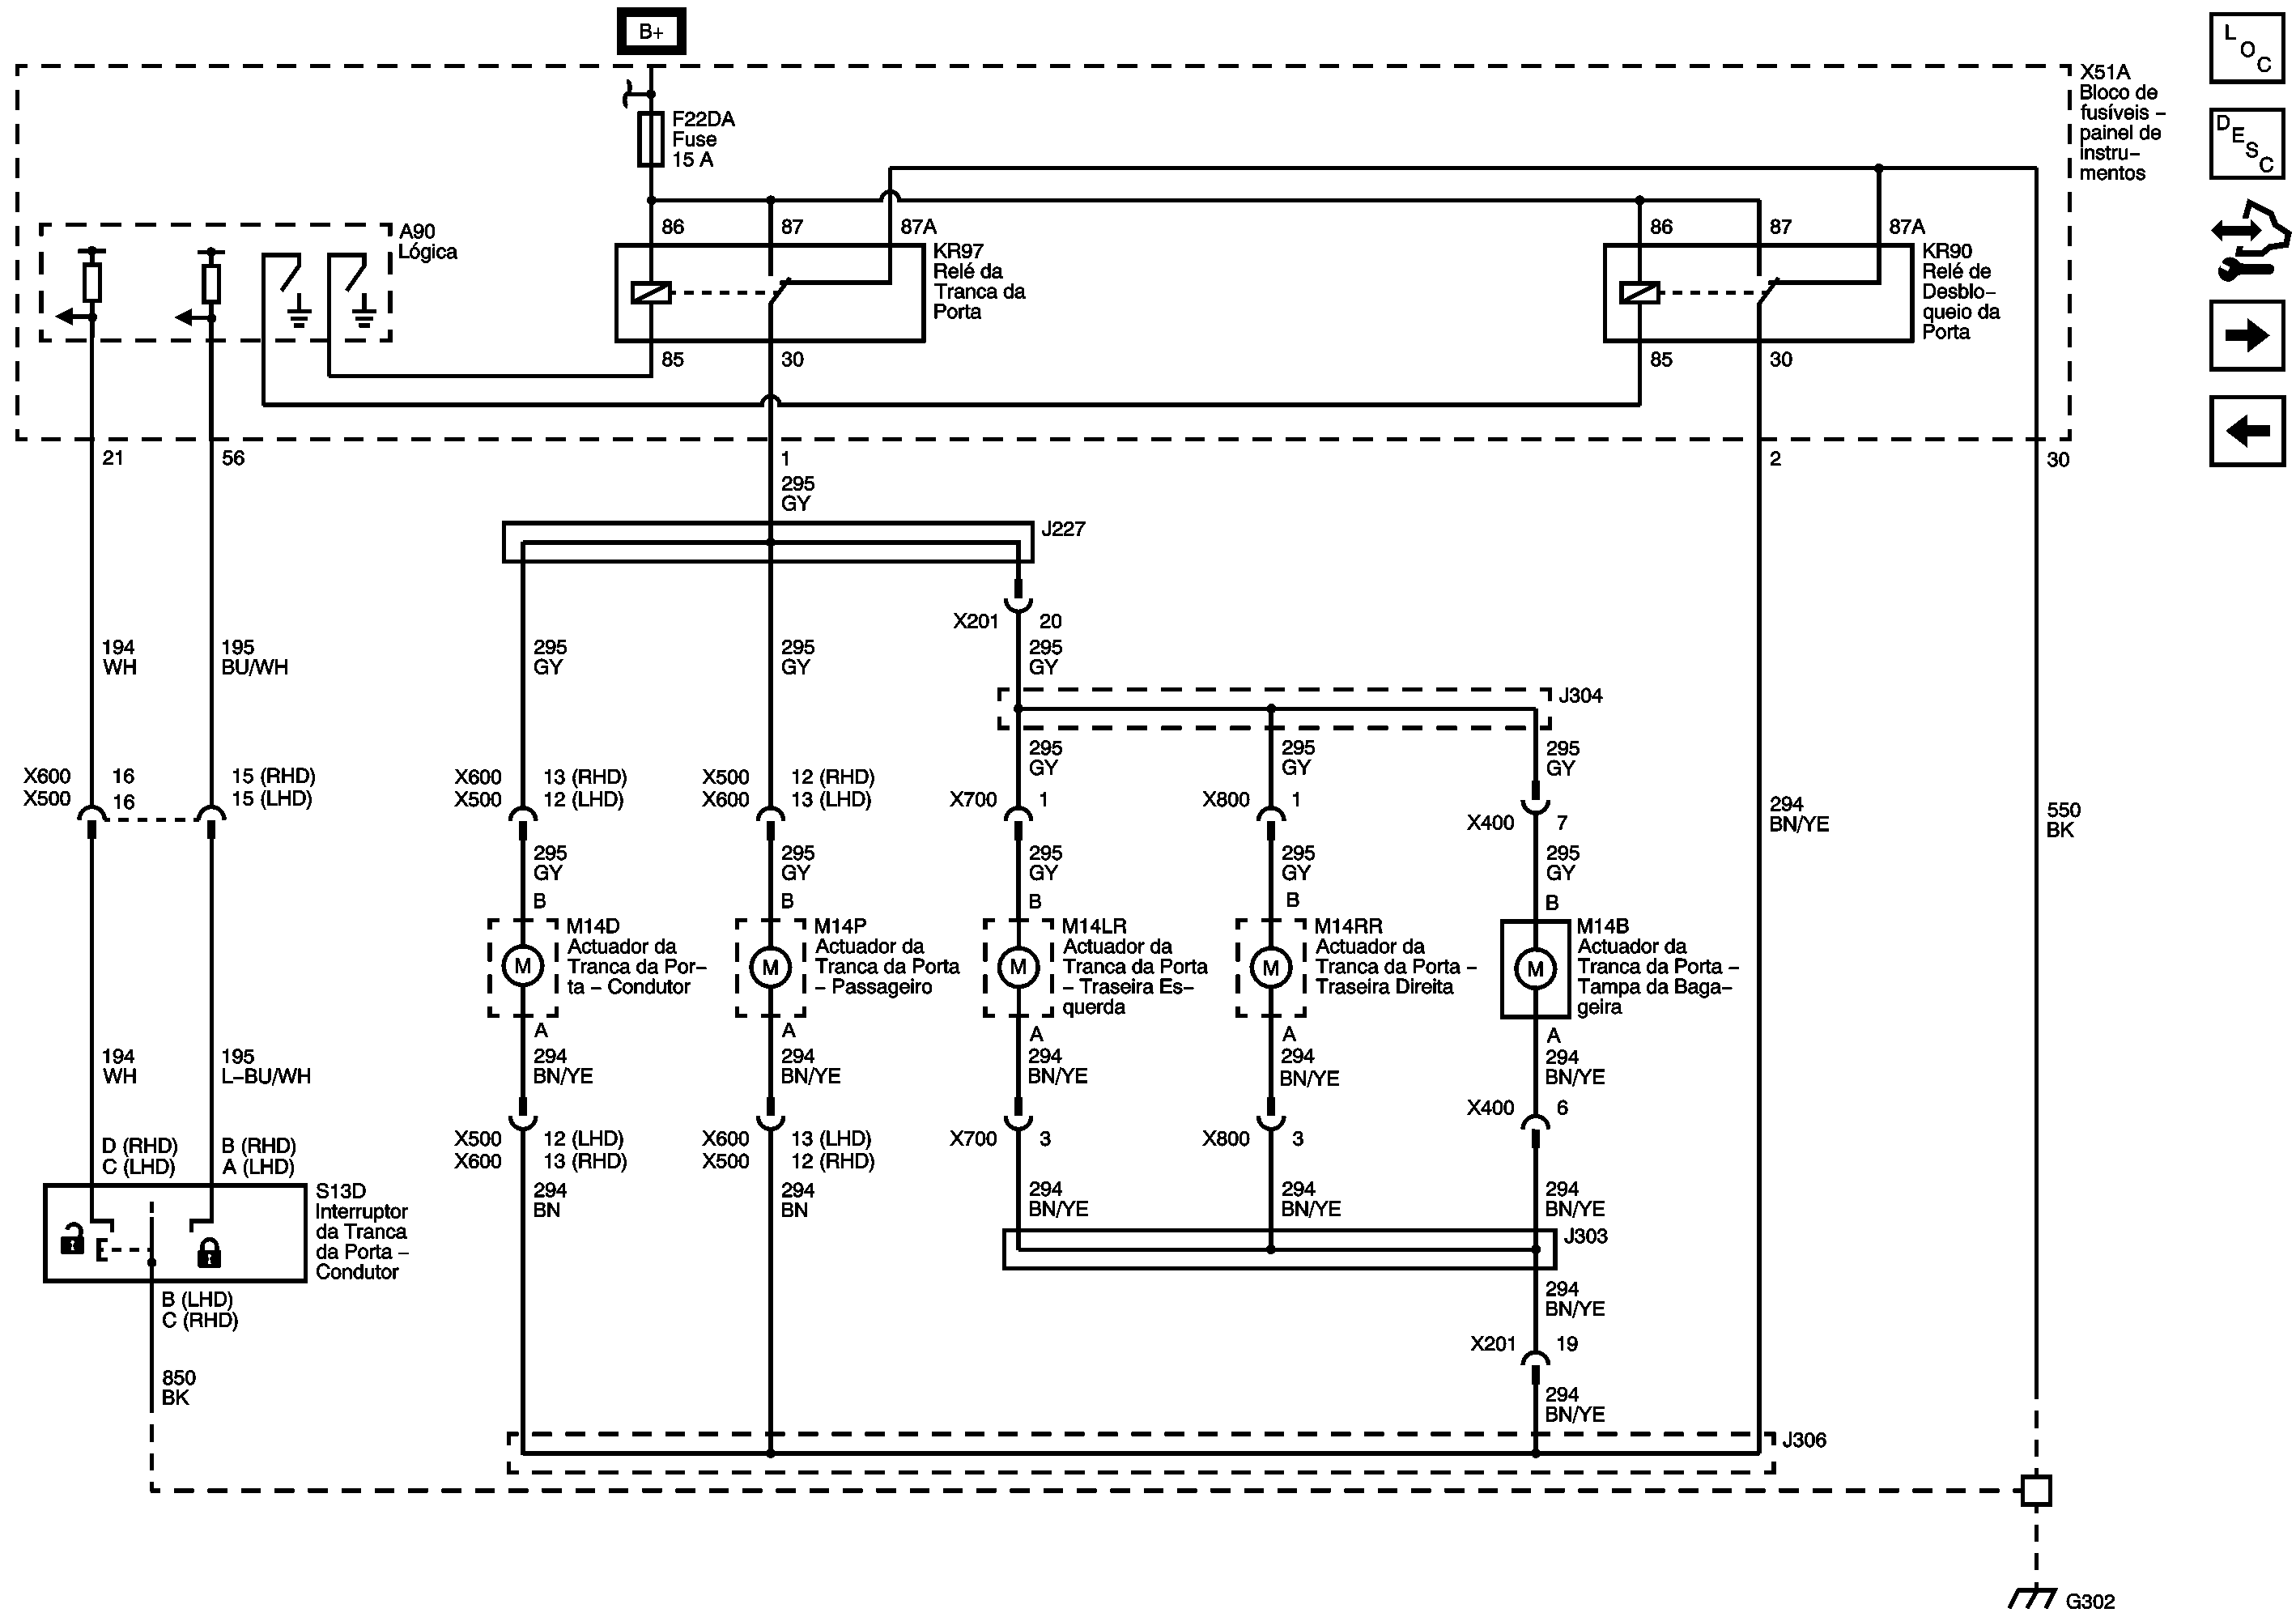 B+
L
O
C
X51A
Bloco de
fusíveis –
painel de
instru–
mentos
D
E
S
C
F22DA
Fuse
15 A
A90
Lógica
86
87
87A
KR97
Relé da
Tranca da
Porta
85
30
86
87
87A
KR90
Relé de
Desblo–
queio da
Porta
85
30
21
56
1
2
30
295
GY
J227
X201
20
194
WH
195
BU/WH
295
GY
295
GY
295
GY
J304
295
GY
295
GY
295
GY
X600
16
15 (RHD)
X500
16
15 (LHD)
X600
13 (RHD)
X500
12 (LHD)
X500
12 (RHD)
X600
13 (LHD)
X700
1
X800
1
X400
7
294
BN/YE
550
BK
295
GY
295
GY
295
GY
295
GY
295
GY
B
B
B
B
B
M14D
Actuador da
Tranca da Por–
ta – Condutor
M
M14P
Actuador da
Tranca da Porta
– Passageiro
M
M14LR
Actuador da
Tranca da Porta
– Traseira Es–
querda
M
M14RR
Actuador da
Tranca da Porta –
Traseira Direita
M
M14B
Actuador da
Tranca da Porta –
Tampa da Baga–
geira
M
A
A
A
A
A
194
WH
195
L–BU/WH
294
BN/YE
294
BN/YE
294
BN/YE
294
BN/YE
294
BN/YE
X500
12 (LHD)
X600
13 (RHD)
X600
13 (LHD)
X500
12 (RHD)
X700
3
X800
3
X400
6
D (RHD)
C (LHD)
B (RHD)
A (LHD)
S13D
Interruptor
da Tranca
da Porta –
Condutor
294
BN
294
BN
294
BN/YE
294
BN/YE
294
BN/YE
J303
B (LHD)
C (RHD)
294
BN/YE
X201
19
850
BK
294
BN/YE
J306
G302